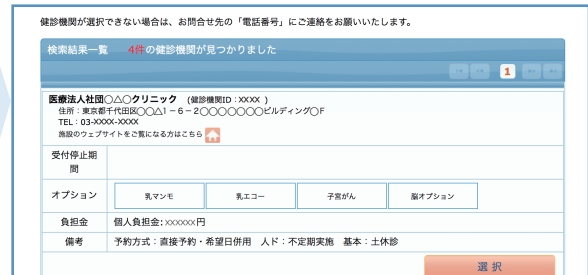 健診機関が選択できない場合は、お問合せ先の「電話番号」にご連絡をお願いいたします。
検索結果一覧 4件の健診機関が見つかりました
1
医療法人社団○△○クリニック (健診機関ID：XXXX )
住所：東京都千代田区○○△1－6－2○○○○○○○ビルディング○F
TEL：03-XXXX-XXXX
施設のウェブサイトをご覧になる方はこちら
受付停止期間
オプション 乳マンモ 乳エコー 子宮がん 脳オプション
負担金 個人負担金:xxxxxx円
備考 予約方式：直接予約・希望日併用 人ド：不定期実施 基本：土休診
選 択